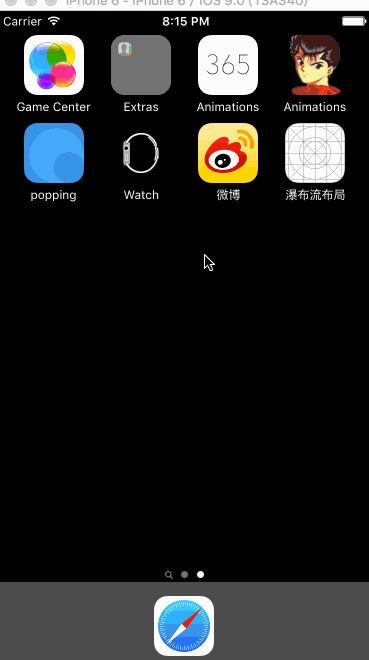 iPhone 6 - iPhone 6 / iOS 9.0 (13A340)
Carrier 8:15 PM
Game Center Extras Animations Animations
365
popping Watch 微博 瀑布流布局